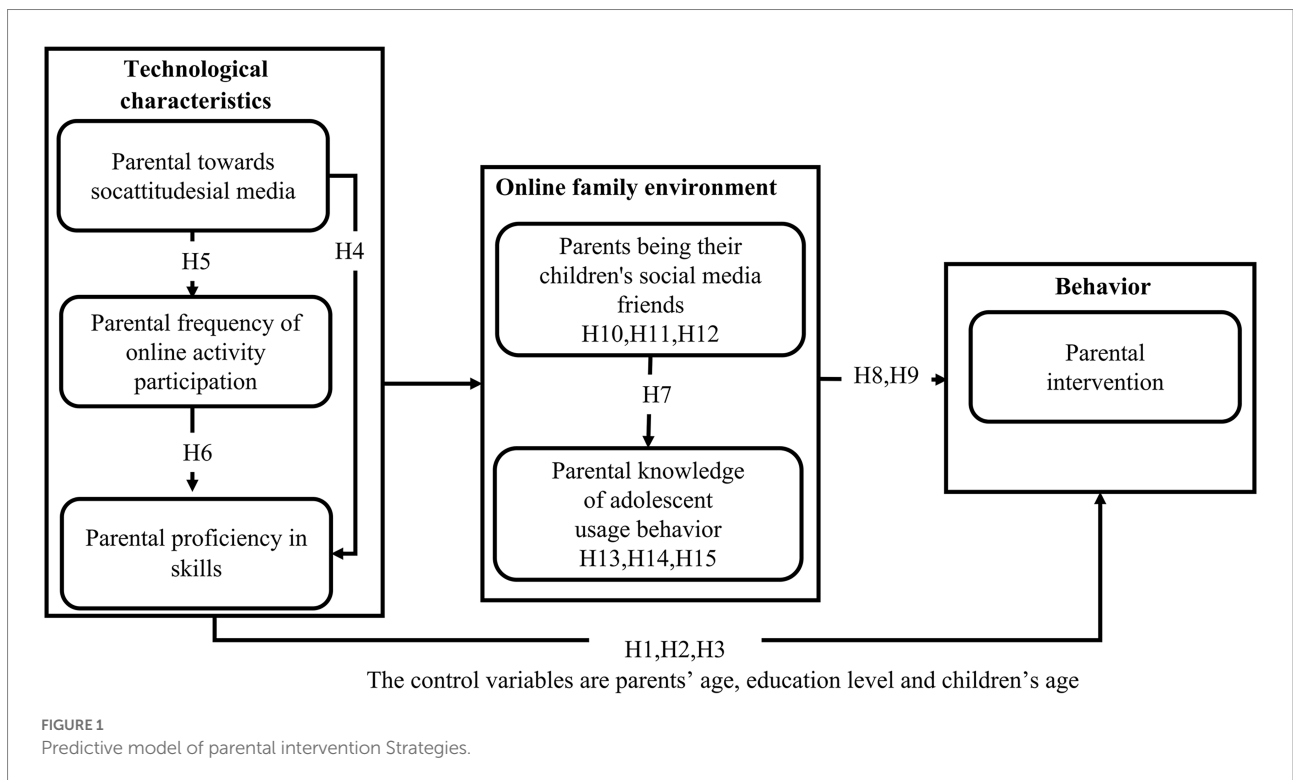 Technological
characteristics
Parental towards
socattitudesial media
H4
H5
Parental frequency of
online activity
participation
H6
Parental proficiency in
skills
Online family environment
Parents being their
children's social media
friends
H10,H11,H12
H7
Parental knowledge
of adolescent
usage behavior
H13,H14,H15
H8,H9
Behavior
Parental
intervention
H1,H2,H3
The control variables are parents’ age, education level and children’s age
FIGURE 1
Predictive model of parental intervention Strategies.